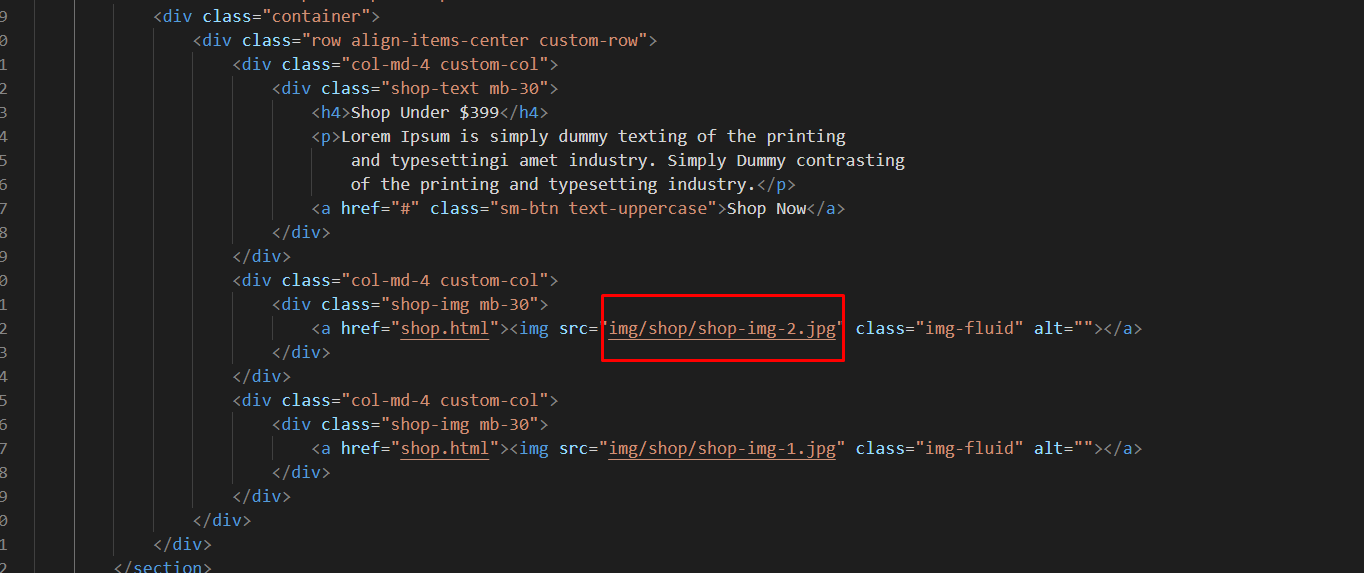 9 <div class="container">
0 <div class="row align-items-center custom-row">
1 <div class="col-md-4 custom-col">
2 <div class="shop-text mb-30">
3 <h4>Shop Under $399</h4>
4 <p>Lorem Ipsum is simply dummy texting of the printing
5 and typesettingi amet industry. Simply Dummy contrasting
6 of the printing and typesetting industry.</p>
7 <a href="#" class="sm-btn text-uppercase">Shop Now</a>
8 </div>
9 </div>
0 <div class="col-md-4 custom-col">
1 <div class="shop-img mb-30">
2 <a href="shop.html"><img src="img/shop/shop-img-2.jpg" class="img-fluid" alt=""></a>
3 </div>
4 </div>
5 <div class="col-md-4 custom-col">
6 <div class="shop-img mb-30">
7 <a href="shop.html"><img src="img/shop/shop-img-1.jpg" class="img-fluid" alt=""></a>
8 </div>
9 </div>
0 </div>
1 </div>
2 </section>